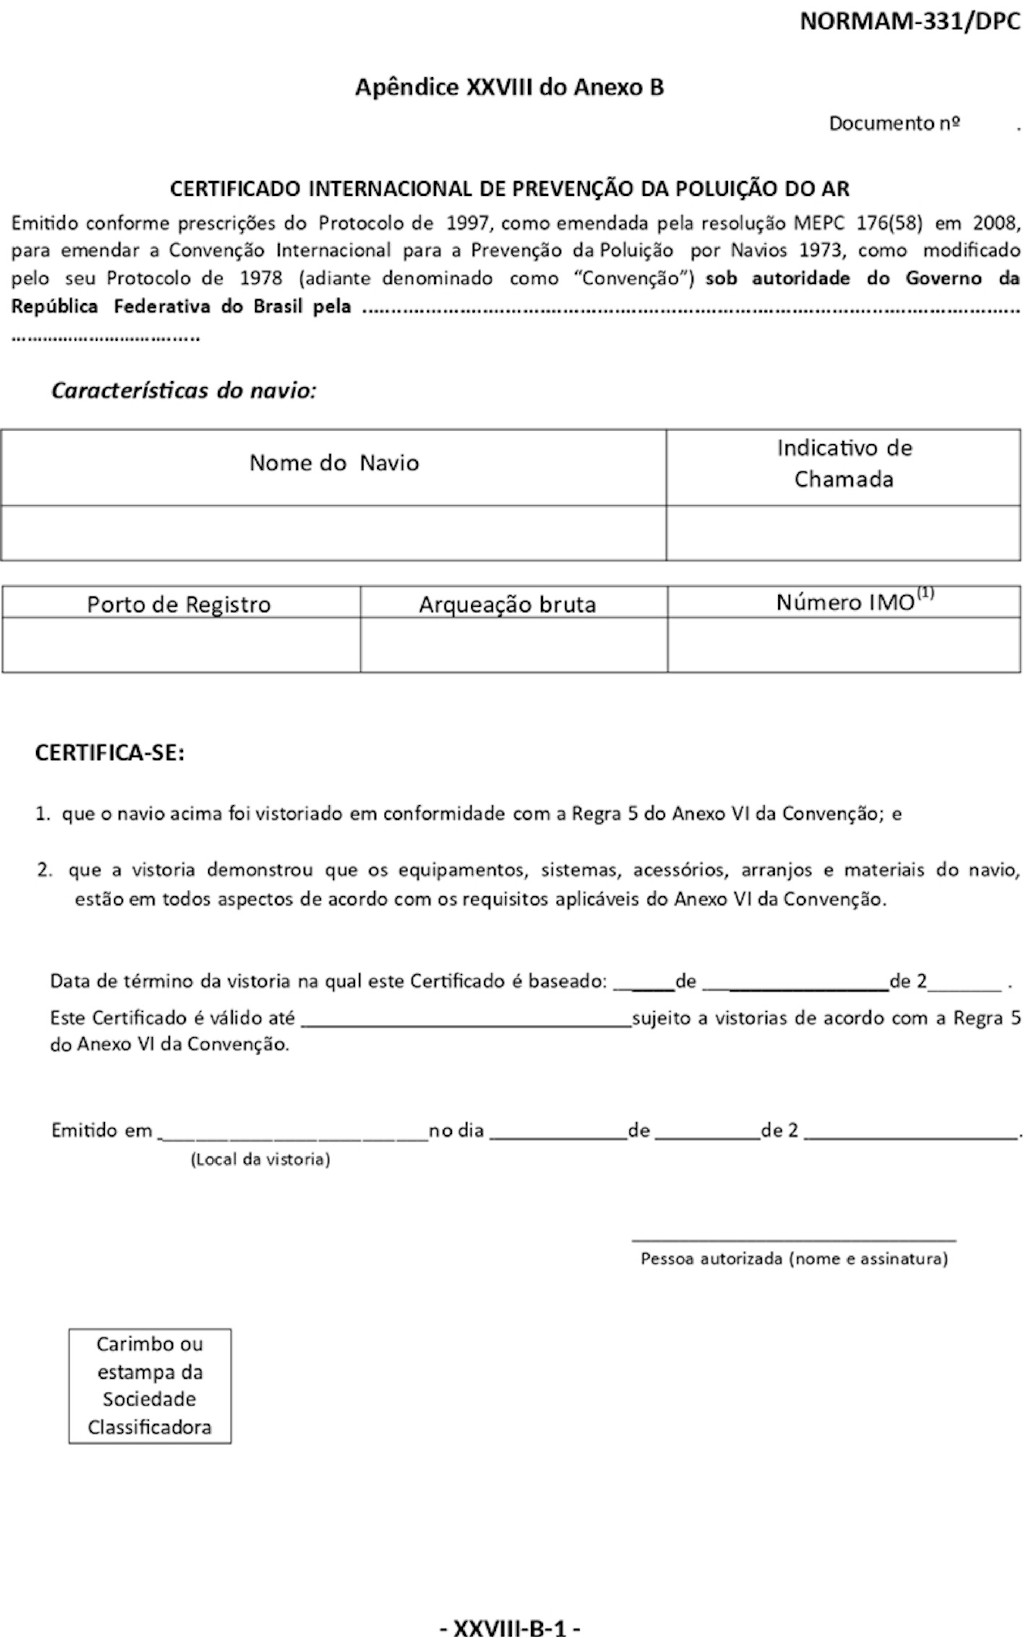 NORMAM-331/DPC
Apêndice XXVIII do Anexo B
Documento nº .
CERTIFICADO INTERNACIONAL DE PREVENÇÃO DA POLUIÇÃO DO AR
Emitido conforme prescrições do Protocolo de 1997, como emendada pela resolução MEPC 176(58) em 2008,
para emendar a Convenção Internacional para a Prevenção da Poluição por Navios 1973, como modificado
pelo seu Protocolo de 1978 (adiante denominado como “Convenção”) sob autoridade do Governo da
República Federativa do Brasil pela ..................................................................................................................
.................................
Características do navio:
Nome do Navio
Indicativo de
Chamada
Porto de Registro Arqueação bruta Número IMO(1)
CERTIFICA-SE:
1. que o navio acima foi vistoriado em conformidade com a Regra 5 do Anexo VI da Convenção; e
2. que a vistoria demonstrou que os equipamentos, sistemas, acessórios, arranjos e materiais do navio,
estão em todos aspectos de acordo com os requisitos aplicáveis do Anexo VI da Convenção.
Data de término da vistoria na qual este Certificado é baseado: ______de __________________de 2_______ .
Este Certificado é válido até ________________________________sujeito a vistorias de acordo com a Regra 5
do Anexo VI da Convenção.
Emitido em __________________________no dia _____________de __________de 2 ____________________.
(Local da vistoria)
_______________________________
Pessoa autorizada (nome e assinatura)
Carimbo ou
estampa da
Sociedade
Classificadora
- XXVIII-B-1 -